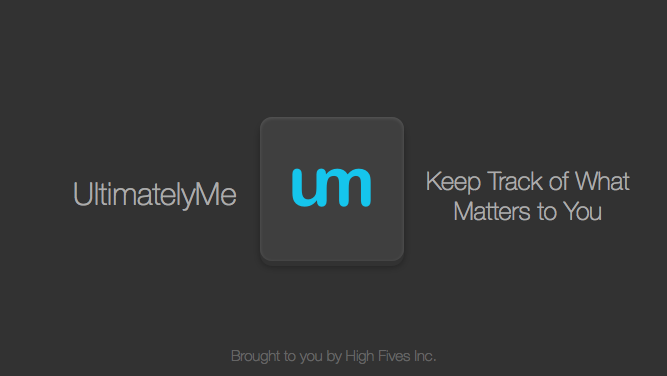 UltimatelyMe
um
Keep Track of What
Matters to You
Brought to you by High Fives Inc.